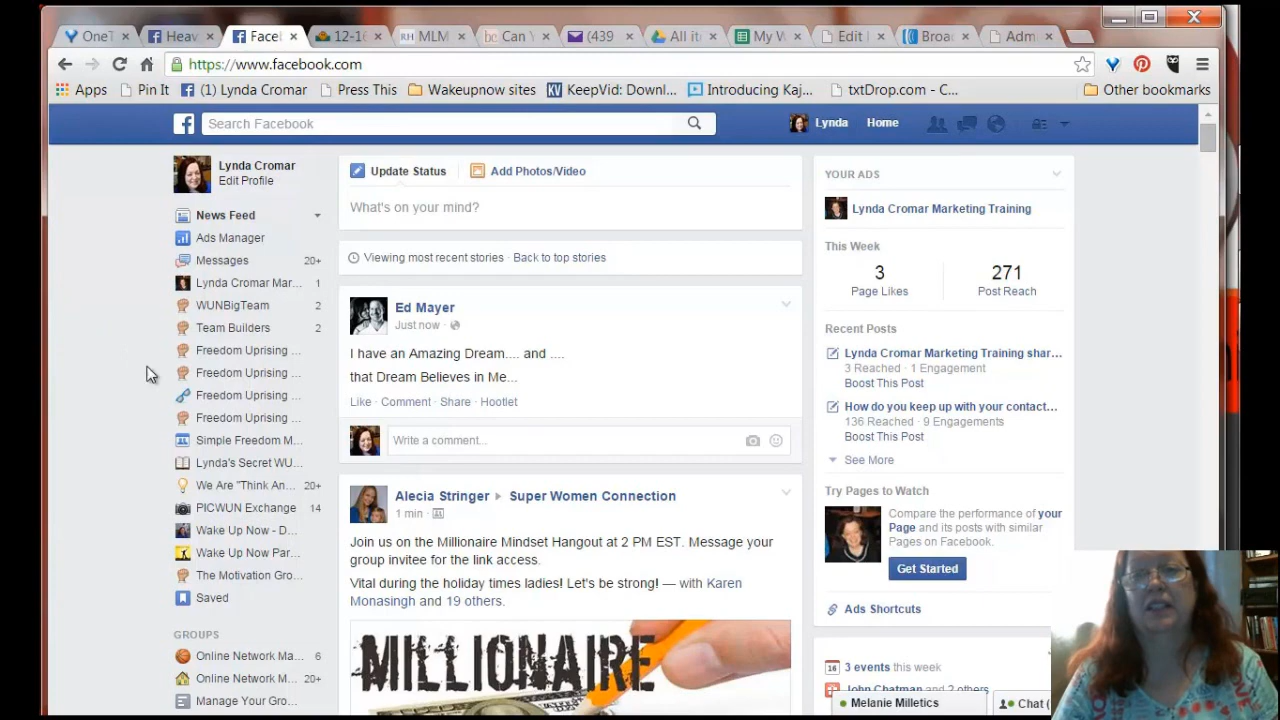 OneT
Heav
Facel
12-1
RH MLM
bc Can \
(439
All it
My V
Edit I
Broa
Adm
https://www.facebook.com
Apps
Pin It
(1) Lynda Cromar
Press This
Wakeupnow sites
KV KeepVid: Downl...
Introducing Kaj...
txtDrop.com - C...
Other bookmarks
Search Facebook
Lynda
Home
Lynda Cromar
Edit Profile
News Feed
Ads Manager
Messages 20+
Lynda Cromar Mar... 1
WUNBigTeam 2
Team Builders 2
Freedom Uprising ...
Freedom Uprising ...
Freedom Uprising ...
Freedom Uprising ...
Simple Freedom M...
Lynda's Secret WU...
We Are "Think An... 20+
PICWUN Exchange 14
Wake Up Now - D...
Wake Up Now Par...
The Motivation Gro...
Saved
GROUPS
Online Network Ma... 6
Online Network M... 20+
Manage Your Gro...
Update Status
Add Photos/Video
What's on your mind?
Viewing most recent stories · Back to top stories
Ed Mayer
Just now ·
I have an Amazing Dream.... and ....
that Dream Believes in Me...
Like · Comment · Share · Hootlet
Write a comment...
Alecia Stringer ▸ Super Women Connection
1 min ·
Join us on the Millionaire Mindset Hangout at 2 PM EST. Message your
group invitee for the link access.
Vital during the holiday times ladies! Let's be strong! — with Karen
Monasingh and 19 others.
MILLIONAIRE
YOUR ADS
Lynda Cromar Marketing Training
This Week
3 271
Page Likes Post Reach
Recent Posts
Lynda Cromar Marketing Training shar...
3 Reached · 1 Engagement
Boost This Post
How do you keep up with your contact...
136 Reached · 9 Engagements
Boost This Post
See More
Try Pages to Watch
Compare the performance of your
Page and its posts with similar
Pages on Facebook.
Get Started
Ads Shortcuts
16 3 events this week
John Chatman and 2 others
Melanie Milletics
Chat (